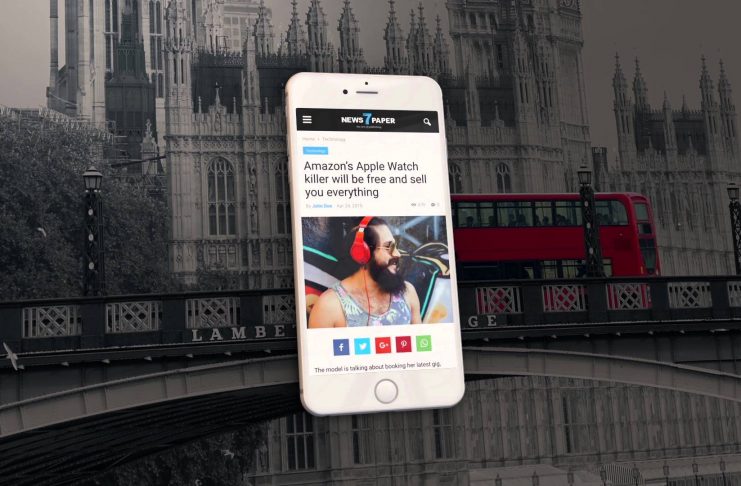 NEWS 7 PAPER
Home
Technology
Technology
Amazon's Apple Watch
killer will be free and sell
you everything
By John Doe - Apr 24, 2015
LAMBE
GE
The model is talking about booking her latest gig,